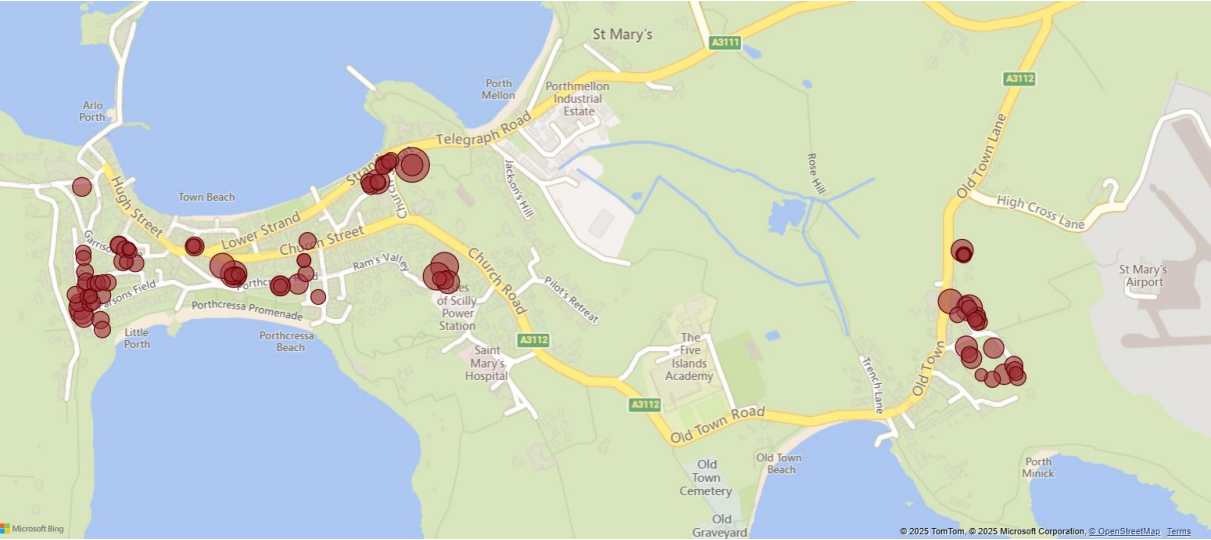 St Mary's
A3111
A3112
Porth
Mellon
Porthmellon
Industrial
Estate
Arlo
Porth
Telegraph Road
Old Town Lane
Strand
Jackson's Hill
Rose Hill
Hugh Street
Town Beach
Church
High Cross Lane
Lower Strand
Church Street
Ram's Valley
Church Road
St Mary's
Airport
Pilot's Retreat
of Scilly
Power
Station
Porthcressa Promenade
Little
Porth
Porthcressa
Beach
A3112
Saint
Mary's
Hospital
The
Five
Islands
Academy
Trench Lane
Old Town
A3112
Old Town Road
Old Town
Beach
Old
Town
Cemetery
Porth
Minick
Old
Graveyard
Microsoft Bing
© 2025 TomTom, © 2025 Microsoft Corporation, © OpenStreetMap Terms